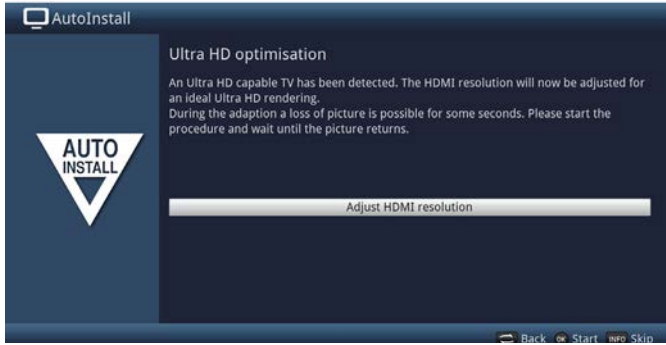 AutoInstall
Ultra HD optimisation
An Ultra HD capable TV has been detected. The HDMI resolution will now be adjusted for
an ideal Ultra HD rendering.
During the adaption a loss of picture is possible for some seconds. Please start the
procedure and wait until the picture returns.
AUTO
INSTALL
Adjust HDMI resolution
Back OK Start INFO Skip